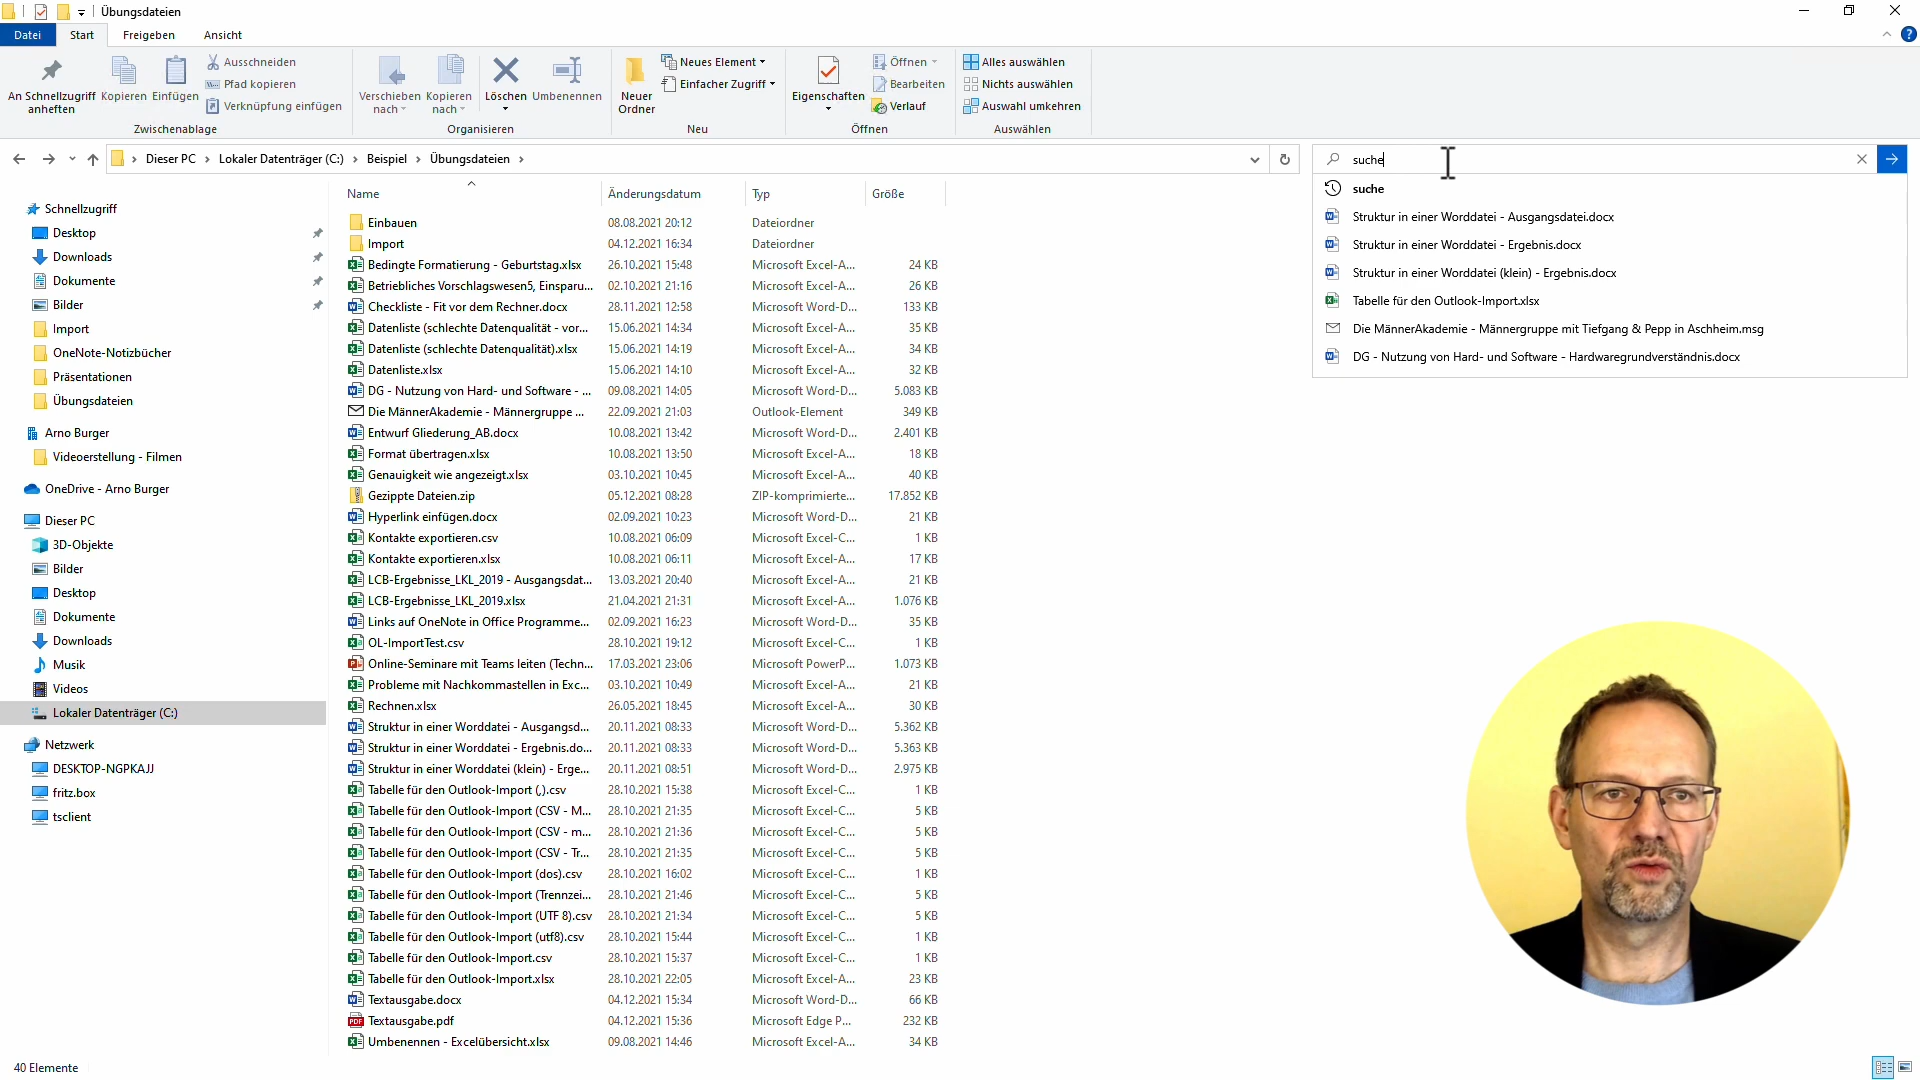 Übungsdateien
Datei Start Freigeben Ansicht
An Schnellzugriff anheften
Kopieren
Einfügen
Ausschneiden
Pfad kopieren
Verknüpfung einfügen
Zwischenablage
Verschieben nach
Kopieren nach
Löschen
Umbenennen
Organisieren
Neuer Ordner
Neues Element
Einfacher Zugriff
Neu
Eigenschaften
Öffnen
Bearbeiten
Verlauf
Öffnen
Alles auswählen
Nichts auswählen
Auswahl umkehren
Auswählen
Dieser PC Lokaler Datenträger (C:) Beispiel Übungsdateien
suche
suche
Struktur in einer Worddatei - Ausgangsdatei.docx
Struktur in einer Worddatei - Ergebnis.docx
Struktur in einer Worddatei (klein) - Ergebnis.docx
Tabelle für den Outlook-Import.xlsx
Die MännerAkademie - Männergruppe mit Tiefgang & Pepp in Aschheim.msg
DG - Nutzung von Hard- und Software - Hardwaregrundverständnis.docx
Schnellzugriff
Desktop
Downloads
Dokumente
Bilder
Import
OneNote-Notizbücher
Präsentationen
Übungsdateien
Arno Burger
Videoerstellung - Filmen
OneDrive - Arno Burger
Dieser PC
3D-Objekte
Bilder
Desktop
Dokumente
Downloads
Musik
Videos
Lokaler Datenträger (C:)
Netzwerk
DESKTOP-NGPKAJJ
fritz.box
tsclient
Name Änderungsdatum Typ Größe
Einbauen 08.08.2021 20:12 Dateiordner
Import 04.12.2021 16:34 Dateiordner
Bedingte Formatierung - Geburtstag.xlsx 26.10.2021 15:48 Microsoft Excel-A... 24 KB
Betriebliches Vorschlagswesen5, Einsparu... 02.10.2021 21:16 Microsoft Excel-A... 26 KB
Checkliste - Fit vor dem Rechner.docx 28.11.2021 12:58 Microsoft Word-D... 133 KB
Datenliste (schlechte Datenqualität - vor... 15.06.2021 14:34 Microsoft Excel-A... 35 KB
Datenliste (schlechte Datenqualität).xlsx 15.06.2021 14:19 Microsoft Excel-A... 34 KB
Datenliste.xlsx 15.06.2021 14:10 Microsoft Excel-A... 32 KB
DG - Nutzung von Hard- und Software - ... 09.08.2021 14:05 Microsoft Word-D... 5.083 KB
Die MännerAkademie - Männergruppe ... 22.09.2021 21:03 Outlook-Element 349 KB
Entwurf Gliederung_AB.docx 10.08.2021 13:42 Microsoft Word-D... 2.401 KB
Format übertragen.xlsx 10.08.2021 13:50 Microsoft Excel-A... 18 KB
Genauigkeit wie angezeigt.xlsx 03.10.2021 10:45 Microsoft Excel-A... 40 KB
Gezippte Dateien.zip 05.12.2021 08:28 ZIP-komprimierte... 17.852 KB
Hyperlink einfügen.docx 02.09.2021 10:23 Microsoft Word-D... 21 KB
Kontakte exportieren.csv 10.08.2021 06:09 Microsoft Excel-C... 1 KB
Kontakte exportieren.xlsx 10.08.2021 06:11 Microsoft Excel-A... 17 KB
LCB-Ergebnisse_LKL_2019 - Ausgangsdat... 13.03.2021 20:40 Microsoft Excel-A... 21 KB
LCB-Ergebnisse_LKL_2019.xlsx 21.04.2021 21:31 Microsoft Excel-A... 1.076 KB
Links auf OneNote in Office Programme... 02.09.2021 16:23 Microsoft Word-D... 35 KB
OL-ImportTest.csv 28.10.2021 19:12 Microsoft Excel-C... 1 KB
Online-Seminare mit Teams leiten (Techn... 17.03.2021 23:06 Microsoft PowerP... 1.073 KB
Probleme mit Nachkommastellen in Exc... 03.10.2021 10:49 Microsoft Excel-A... 21 KB
Rechnen.xlsx 26.05.2021 18:45 Microsoft Excel-A... 30 KB
Struktur in einer Worddatei - Ausgangsd... 20.11.2021 08:33 Microsoft Word-D... 5.362 KB
Struktur in einer Worddatei - Ergebnis.do... 20.11.2021 08:33 Microsoft Word-D... 5.363 KB
Struktur in einer Worddatei (klein) - Erge... 20.11.2021 08:51 Microsoft Word-D... 2.975 KB
Tabelle für den Outlook-Import (,).csv 28.10.2021 15:38 Microsoft Excel-C... 1 KB
Tabelle für den Outlook-Import (CSV - M... 28.10.2021 21:35 Microsoft Excel-C... 5 KB
Tabelle für den Outlook-Import (CSV - m... 28.10.2021 21:36 Microsoft Excel-C... 5 KB
Tabelle für den Outlook-Import (CSV - Tr... 28.10.2021 21:35 Microsoft Excel-C... 5 KB
Tabelle für den Outlook-Import (dos).csv 28.10.2021 16:02 Microsoft Excel-C... 1 KB
Tabelle für den Outlook-Import (Trennzei... 28.10.2021 21:46 Microsoft Excel-C... 5 KB
Tabelle für den Outlook-Import (UTF 8).csv 28.10.2021 21:34 Microsoft Excel-C... 5 KB
Tabelle für den Outlook-Import (utf8).csv 28.10.2021 15:44 Microsoft Excel-C... 1 KB
Tabelle für den Outlook-Import.csv 28.10.2021 15:37 Microsoft Excel-C... 1 KB
Tabelle für den Outlook-Import.xlsx 28.10.2021 22:05 Microsoft Excel-A... 23 KB
Textausgabe.docx 04.12.2021 15:34 Microsoft Word-D... 66 KB
Textausgabe.pdf 04.12.2021 15:36 Microsoft Edge P... 232 KB
Umbenennen - Excelübersicht.xlsx 09.08.2021 14:46 Microsoft Excel-A... 34 KB
40 Elemente